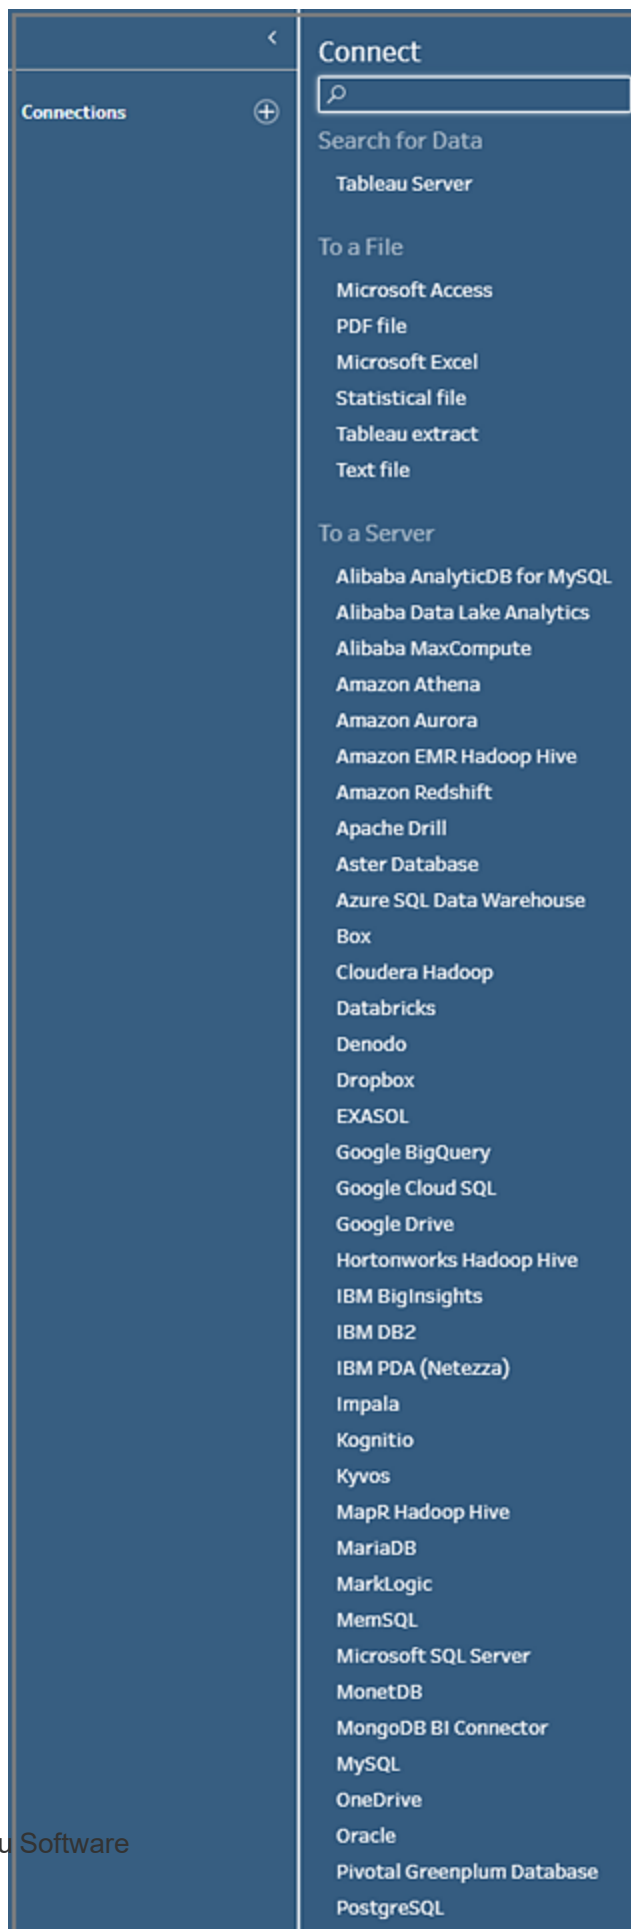 Connections
Connect
Search for Data
Tableau Server
To a File
Microsoft Access
PDF file
Microsoft Excel
Statistical file
Tableau extract
Text file
To a Server
Alibaba AnalyticDB for MySQL
Alibaba Data Lake Analytics
Alibaba MaxCompute
Amazon Athena
Amazon Aurora
Amazon EMR Hadoop Hive
Amazon Redshift
Apache Drill
Aster Database
Azure SQL Data Warehouse
Box
Cloudera Hadoop
Databricks
Denodo
Dropbox
EXASOL
Google BigQuery
Google Cloud SQL
Google Drive
Hortonworks Hadoop Hive
IBM BigInsights
IBM DB2
IBM PDA (Netezza)
Impala
Kognitio
Kyvos
MapR Hadoop Hive
MariaDB
MarkLogic
MemSQL
Microsoft SQL Server
MonetDB
MongoDB BI Connector
MySQL
OneDrive
Oracle
Pivotal Greenplum Database
PostgreSQL
u Software